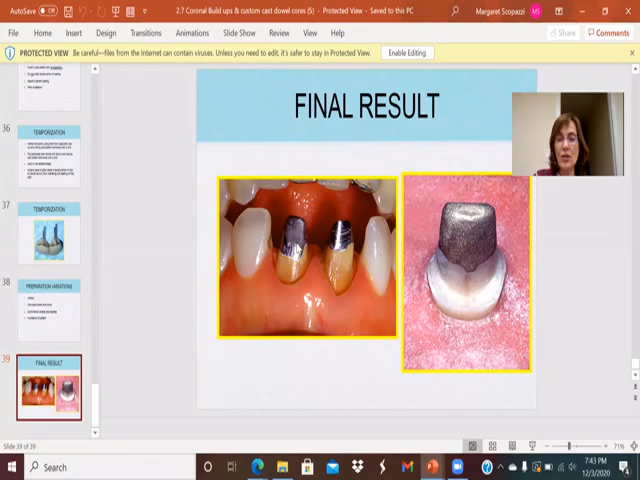 AutoSave
Off
2.7 Coronal Build ups & custom cast dowel cores (5) - Protected View - Saved to this PC
Margaret Scopazzi
MS
File
Home
Insert
Design
Transitions
Animations
Slide Show
Review
View
Help
Share
Comments
PROTECTED VIEW
Be careful—files from the Internet can contain viruses. Unless you need to edit, it's safer to stay in Protected View.
Enable Editing
36
TEMPORIZATION
37
TEMPORIZATION
38
PREPARATION VARIATIONS
39
FINAL RESULT
FINAL RESULT
Slide 39 of 39
71%
Search
7:43 PM
12/3/2020